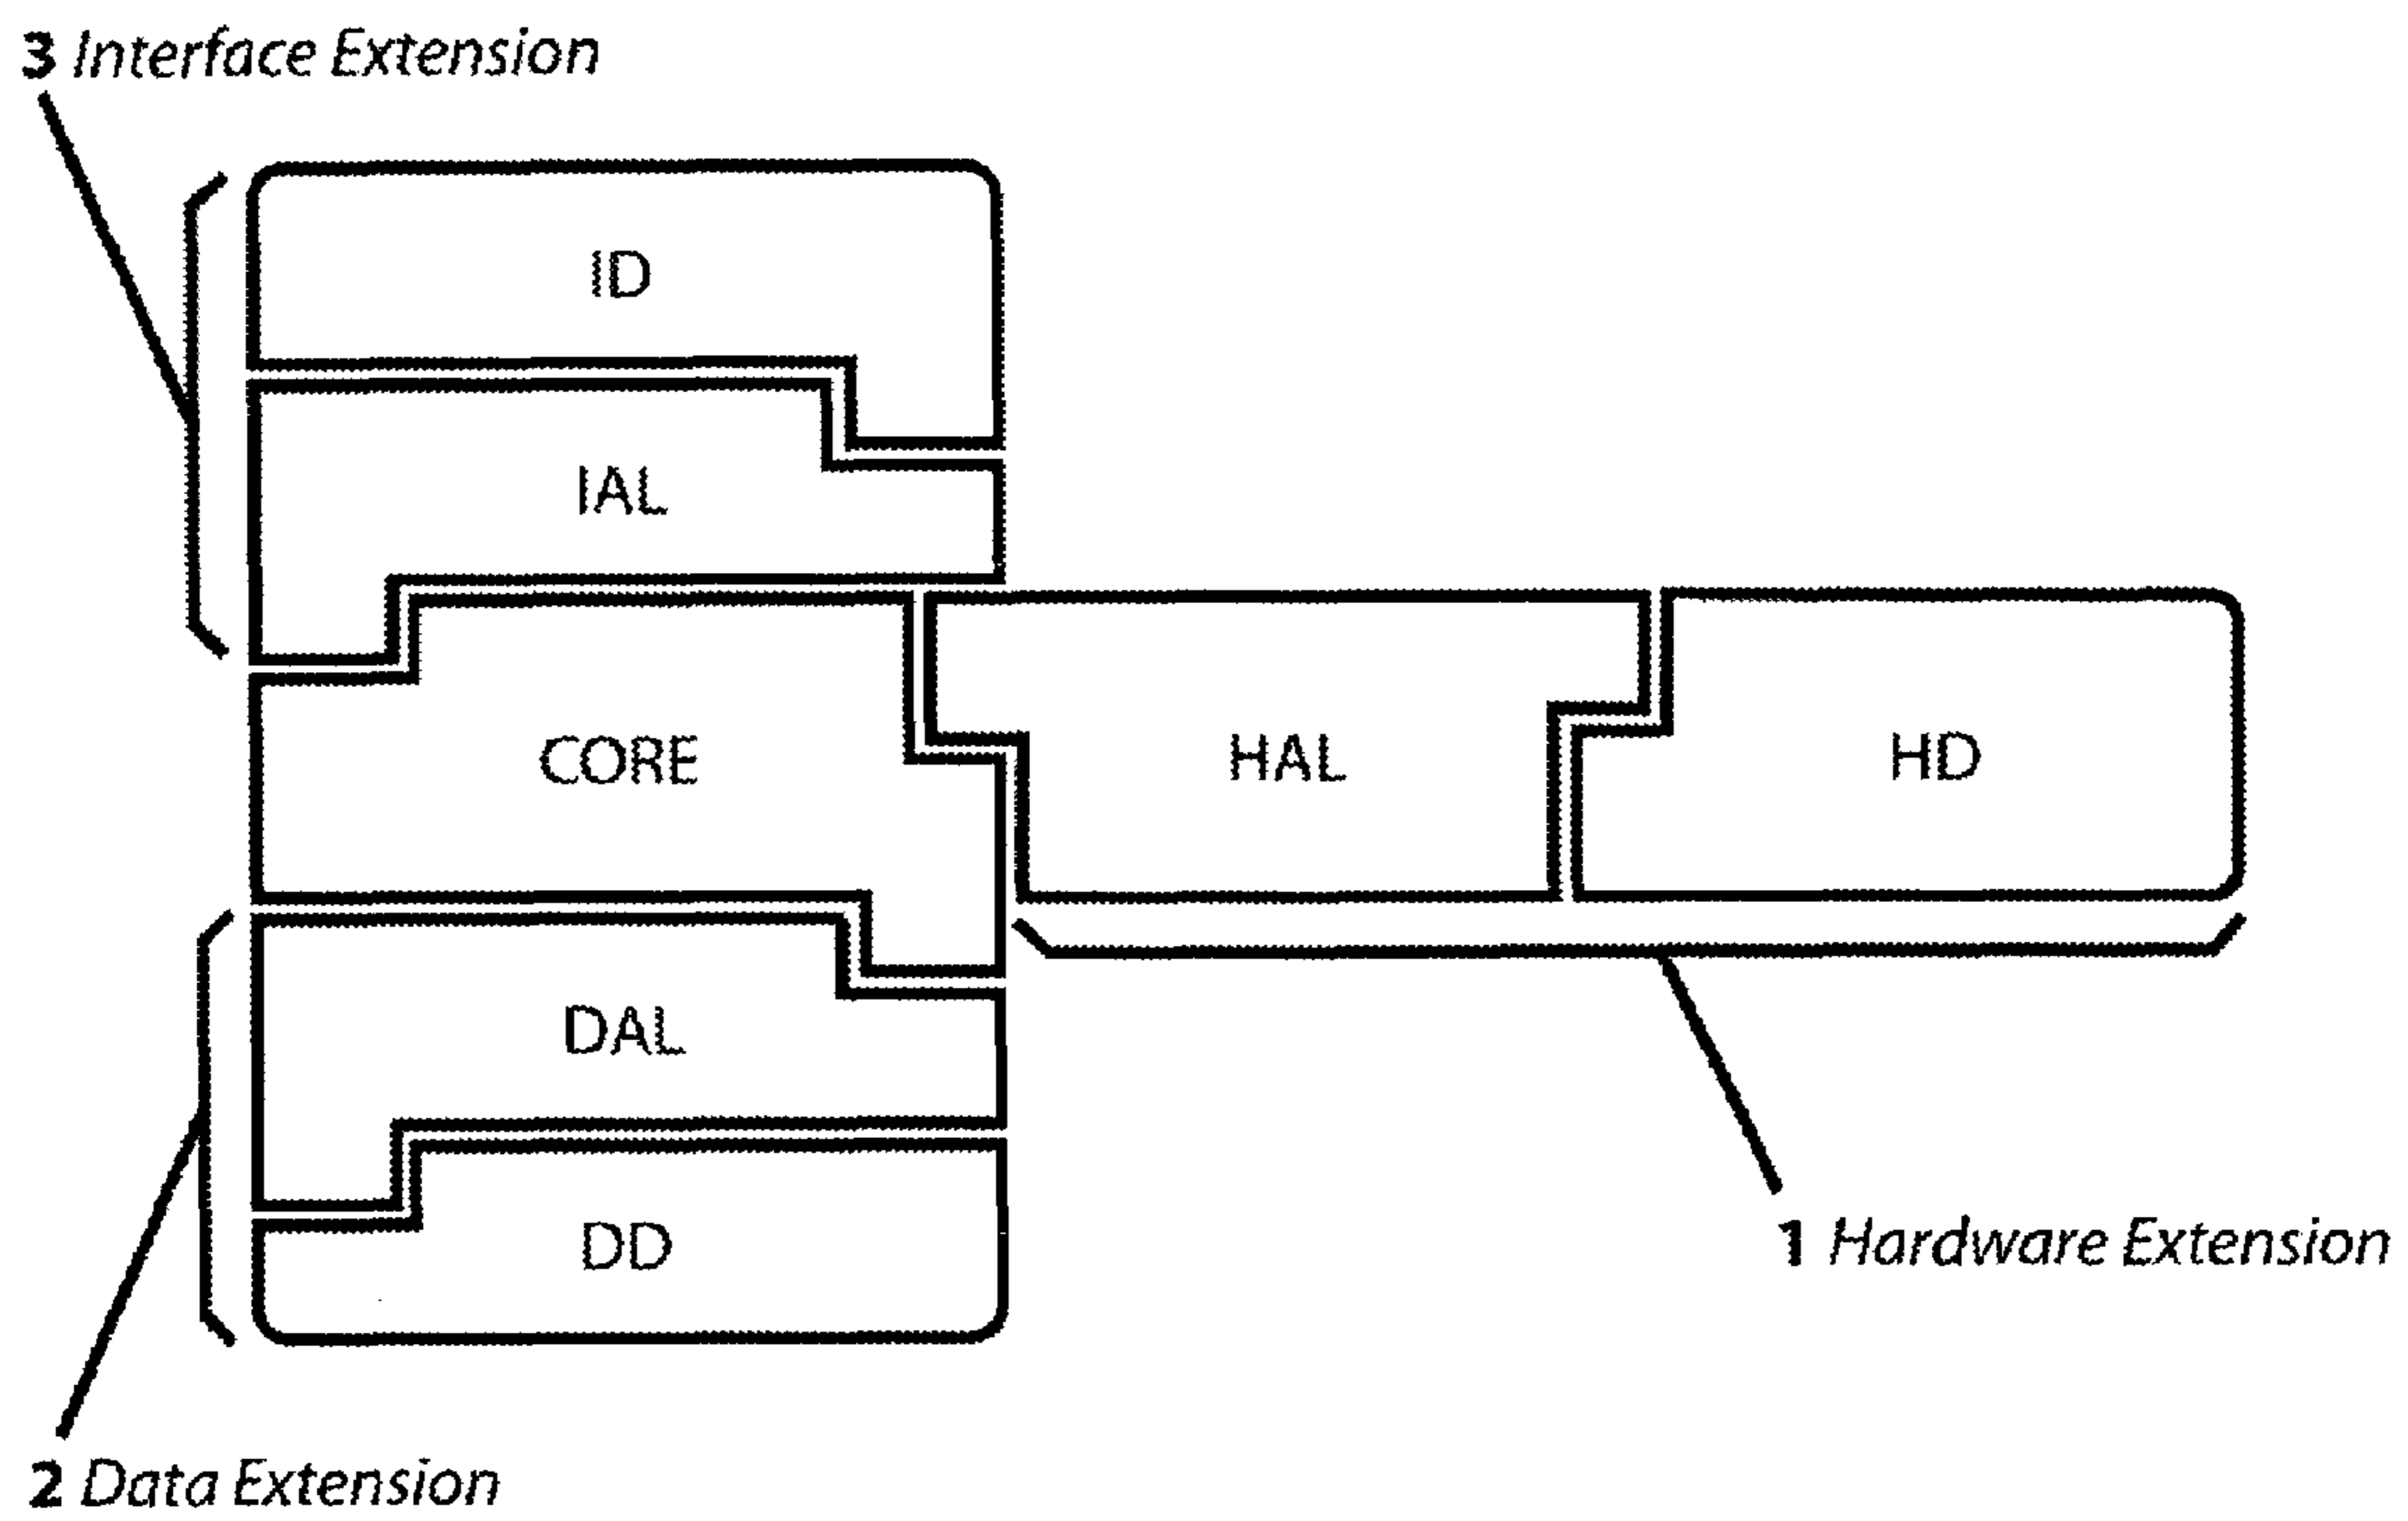 3 Interface Extension
ID
IAL
CORE
HAL
HD
DAL
DD
1 Hardware Extension
2 Data Extension